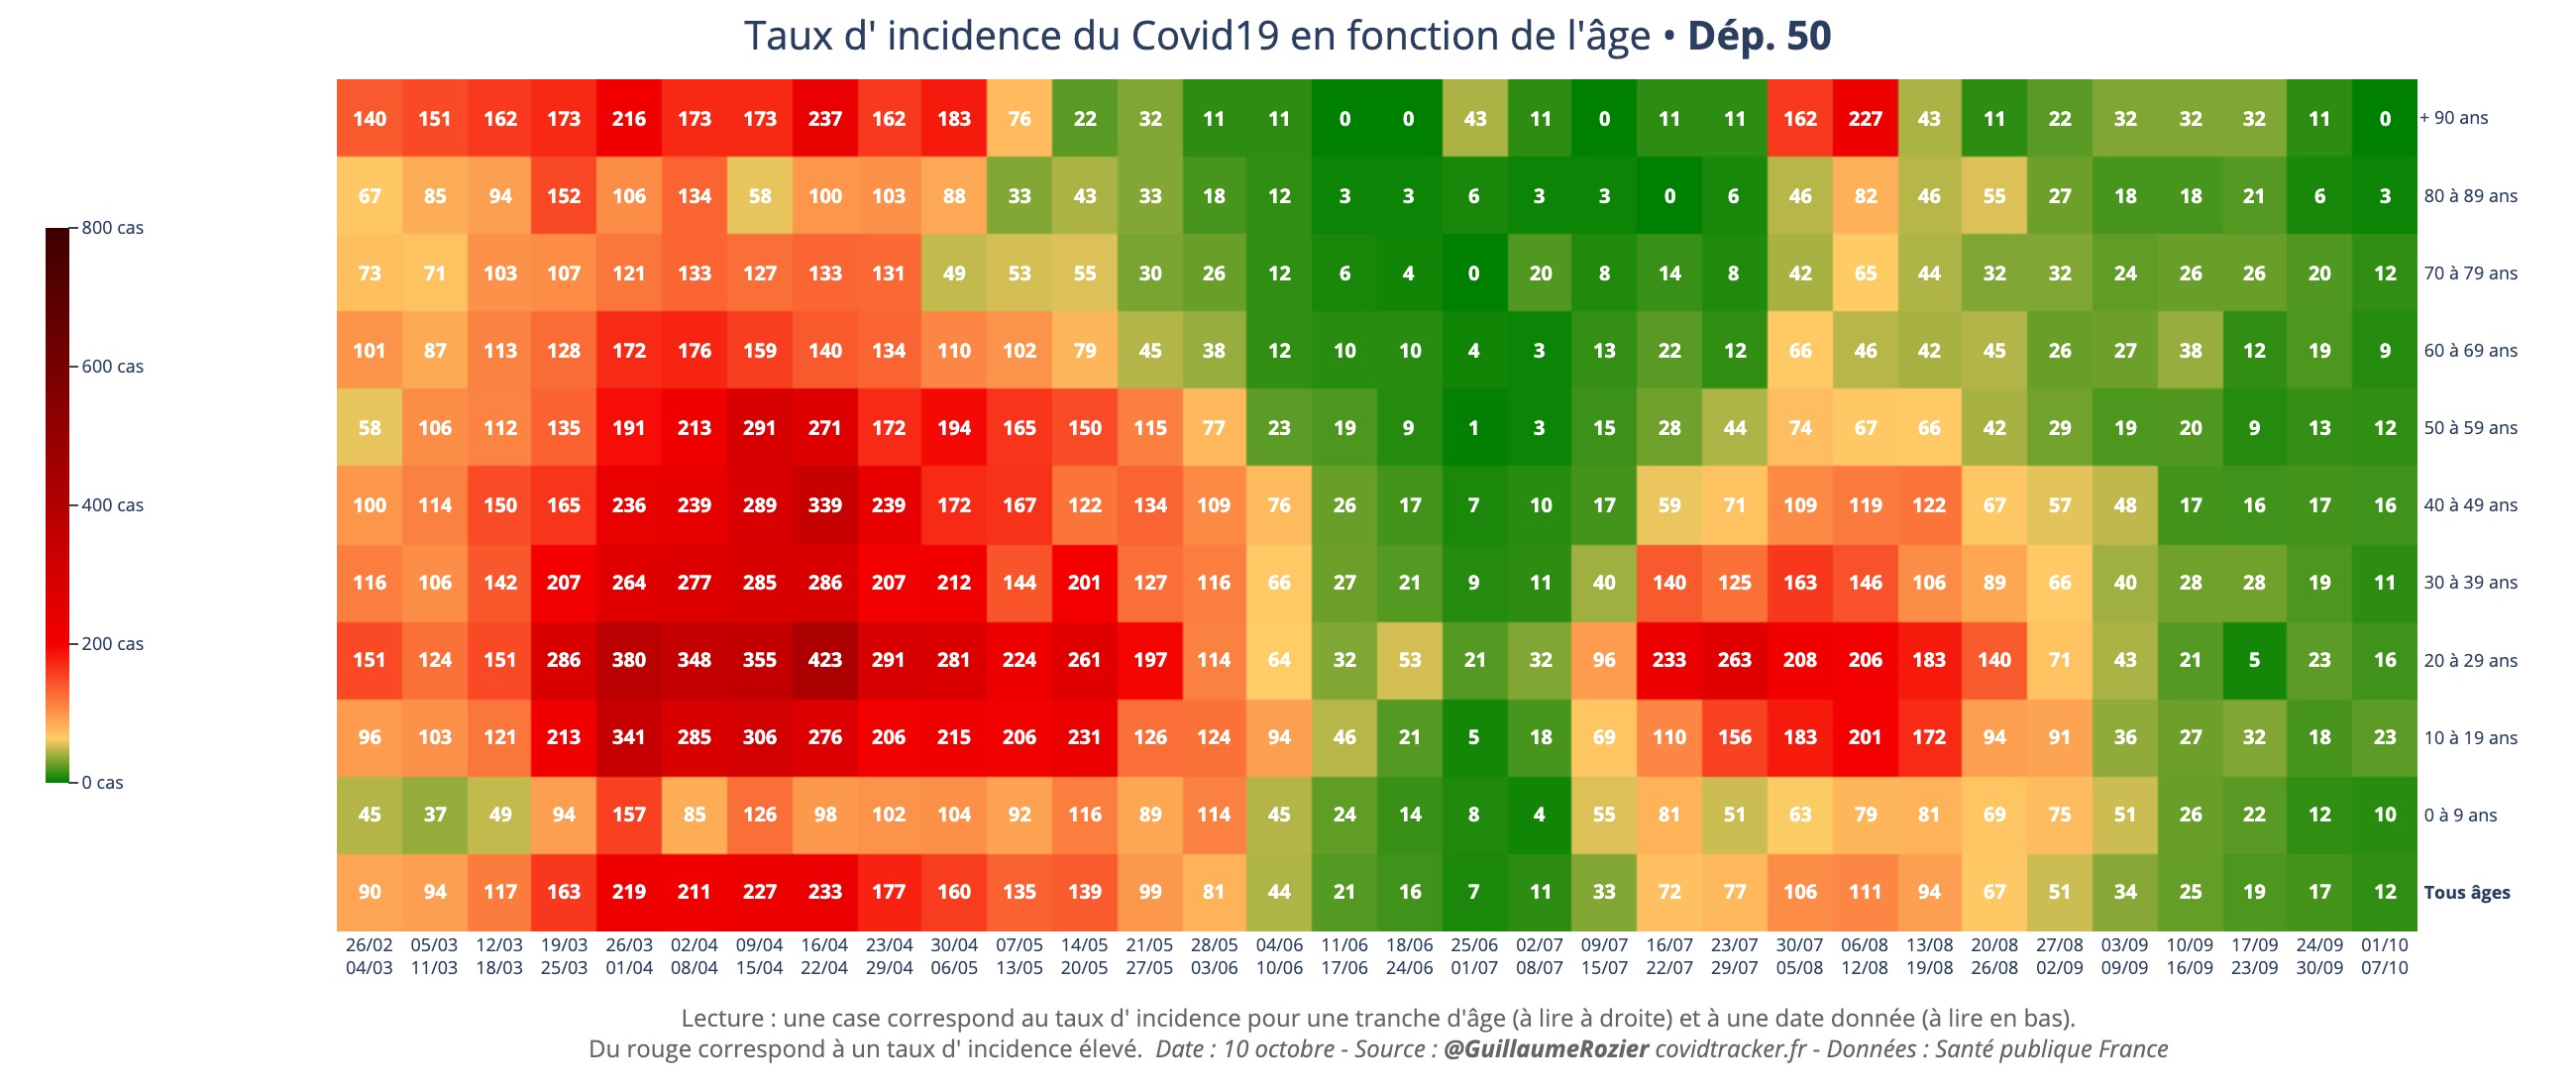 Taux d' incidence du Covid19 en fonction de l'âge • Dép. 50
800 cas
600 cas
400 cas
200 cas
0 cas
140 151 162 173 216 173 173 237 162 183 76 22 32 11 11 0 0 43 11 0 11 11 162 227 43 11 22 32 32 32 11 0 + 90 ans
67 85 94 152 106 134 58 100 103 88 33 43 33 18 12 3 3 6 3 3 0 6 46 82 46 55 27 18 18 21 6 3 80 à 89 ans
73 71 103 107 121 133 127 133 131 49 53 55 30 26 12 6 4 0 20 8 14 8 42 65 44 32 32 24 26 26 20 12 70 à 79 ans
101 87 113 128 172 176 159 140 134 110 102 79 45 38 12 10 10 4 3 13 22 12 66 46 42 45 26 27 38 12 19 9 60 à 69 ans
58 106 112 135 191 213 291 271 172 194 165 150 115 77 23 19 9 1 3 15 28 44 74 67 66 42 29 19 20 9 13 12 50 à 59 ans
100 114 150 165 236 239 289 339 239 172 167 122 134 109 76 26 17 7 10 17 59 71 109 119 122 67 57 48 17 16 17 16 40 à 49 ans
116 106 142 207 264 277 285 286 207 212 144 201 127 116 66 27 21 9 11 40 140 125 163 146 106 89 66 40 28 28 19 11 30 à 39 ans
151 124 151 286 380 348 355 423 291 281 224 261 197 114 64 32 53 21 32 96 233 263 208 206 183 140 71 43 21 5 23 16 20 à 29 ans
96 103 121 213 341 285 306 276 206 215 206 231 126 124 94 46 21 5 18 69 110 156 183 201 172 94 91 36 27 32 18 23 10 à 19 ans
45 37 49 94 157 85 126 98 102 104 92 116 89 114 45 24 14 8 4 55 81 51 63 79 81 69 75 51 26 22 12 10 0 à 9 ans
90 94 117 163 219 211 227 233 177 160 135 139 99 81 44 21 16 7 11 33 72 77 106 111 94 67 51 34 25 19 17 12 Tous âges
26/02 05/03 12/03 19/03 26/03 02/04 09/04 16/04 23/04 30/04 07/05 14/05 21/05 28/05 04/06 11/06 18/06 25/06 02/07 09/07 16/07 23/07 30/07 06/08 13/08 20/08 27/08 03/09 10/09 17/09 24/09 01/10
04/03 11/03 18/03 25/03 01/04 08/04 15/04 22/04 29/04 06/05 13/05 20/05 27/05 03/06 10/06 17/06 24/06 01/07 08/07 15/07 22/07 29/07 05/08 12/08 19/08 26/08 02/09 09/09 16/09 23/09 30/09 07/10
Lecture : une case correspond au taux d' incidence pour une tranche d'âge (à lire à droite) et à une date donnée (à lire en bas).
Du rouge correspond à un taux d' incidence élevé. Date : 10 octobre - Source : @GuillaumeRozier covidtracker.fr - Données : Santé publique France